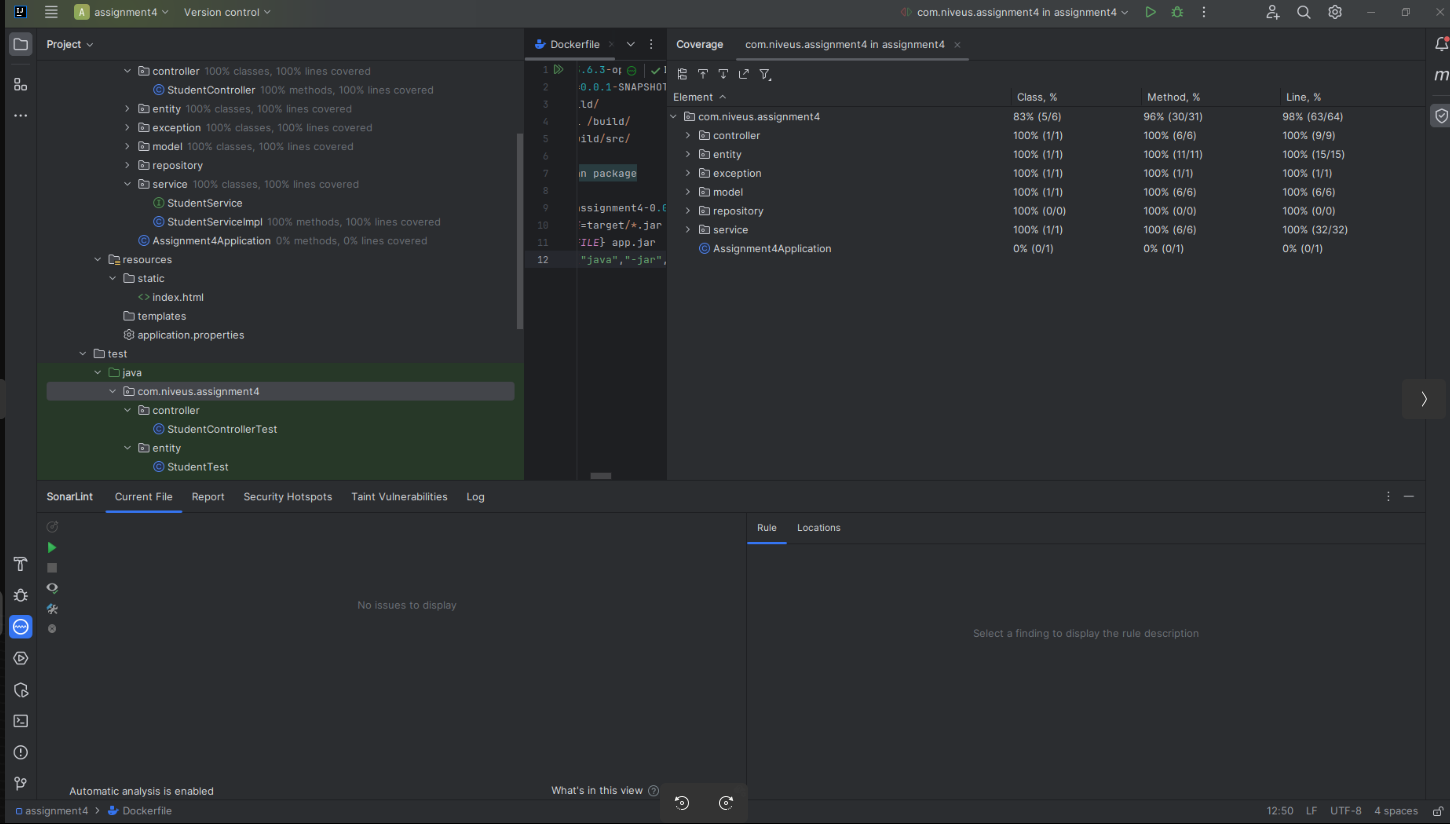 A assignment4 Version control com.niveus.assignment4 in assignment4
Project
controller 100% classes, 100% lines covered
StudentController 100% methods, 100% lines covered
entity 100% classes, 100% lines covered
exception 100% classes, 100% lines covered
model 100% classes, 100% lines covered
repository
service 100% classes, 100% lines covered
StudentService
StudentServiceImpl 100% methods, 100% lines covered
Assignment4Application 0% methods, 0% lines covered
resources
static
index.html
templates
application.properties
test
java
com.niveus.assignment4
controller
StudentControllerTest
entity
StudentTest
Dockerfile
1 .6.3-op
2 0.0.1-SNAPSHOT
3 ild/
4 /build/
5 uild/src/
6
7 an package
8
9 assignment4-0.0
10 =target/*.jar
11 FILE} app.jar
12 "java","-jar",
Coverage com.niveus.assignment4 in assignment4
Element Class, % Method, % Line, %
com.niveus.assignment4 83% (5/6) 96% (30/31) 98% (63/64)
controller 100% (1/1) 100% (6/6) 100% (9/9)
entity 100% (1/1) 100% (11/11) 100% (15/15)
exception 100% (1/1) 100% (1/1) 100% (1/1)
model 100% (1/1) 100% (6/6) 100% (6/6)
repository 100% (0/0) 100% (0/0) 100% (0/0)
service 100% (1/1) 100% (6/6) 100% (32/32)
Assignment4Application 0% (0/1) 0% (0/1) 0% (0/1)
m
SonarLint Current File Report Security Hotspots Taint Vulnerabilities Log
Rule Locations
No issues to display
Select a finding to display the rule description
Automatic analysis is enabled What's in this view
assignment4 Dockerfile 12:50 LF UTF-8 4 spaces